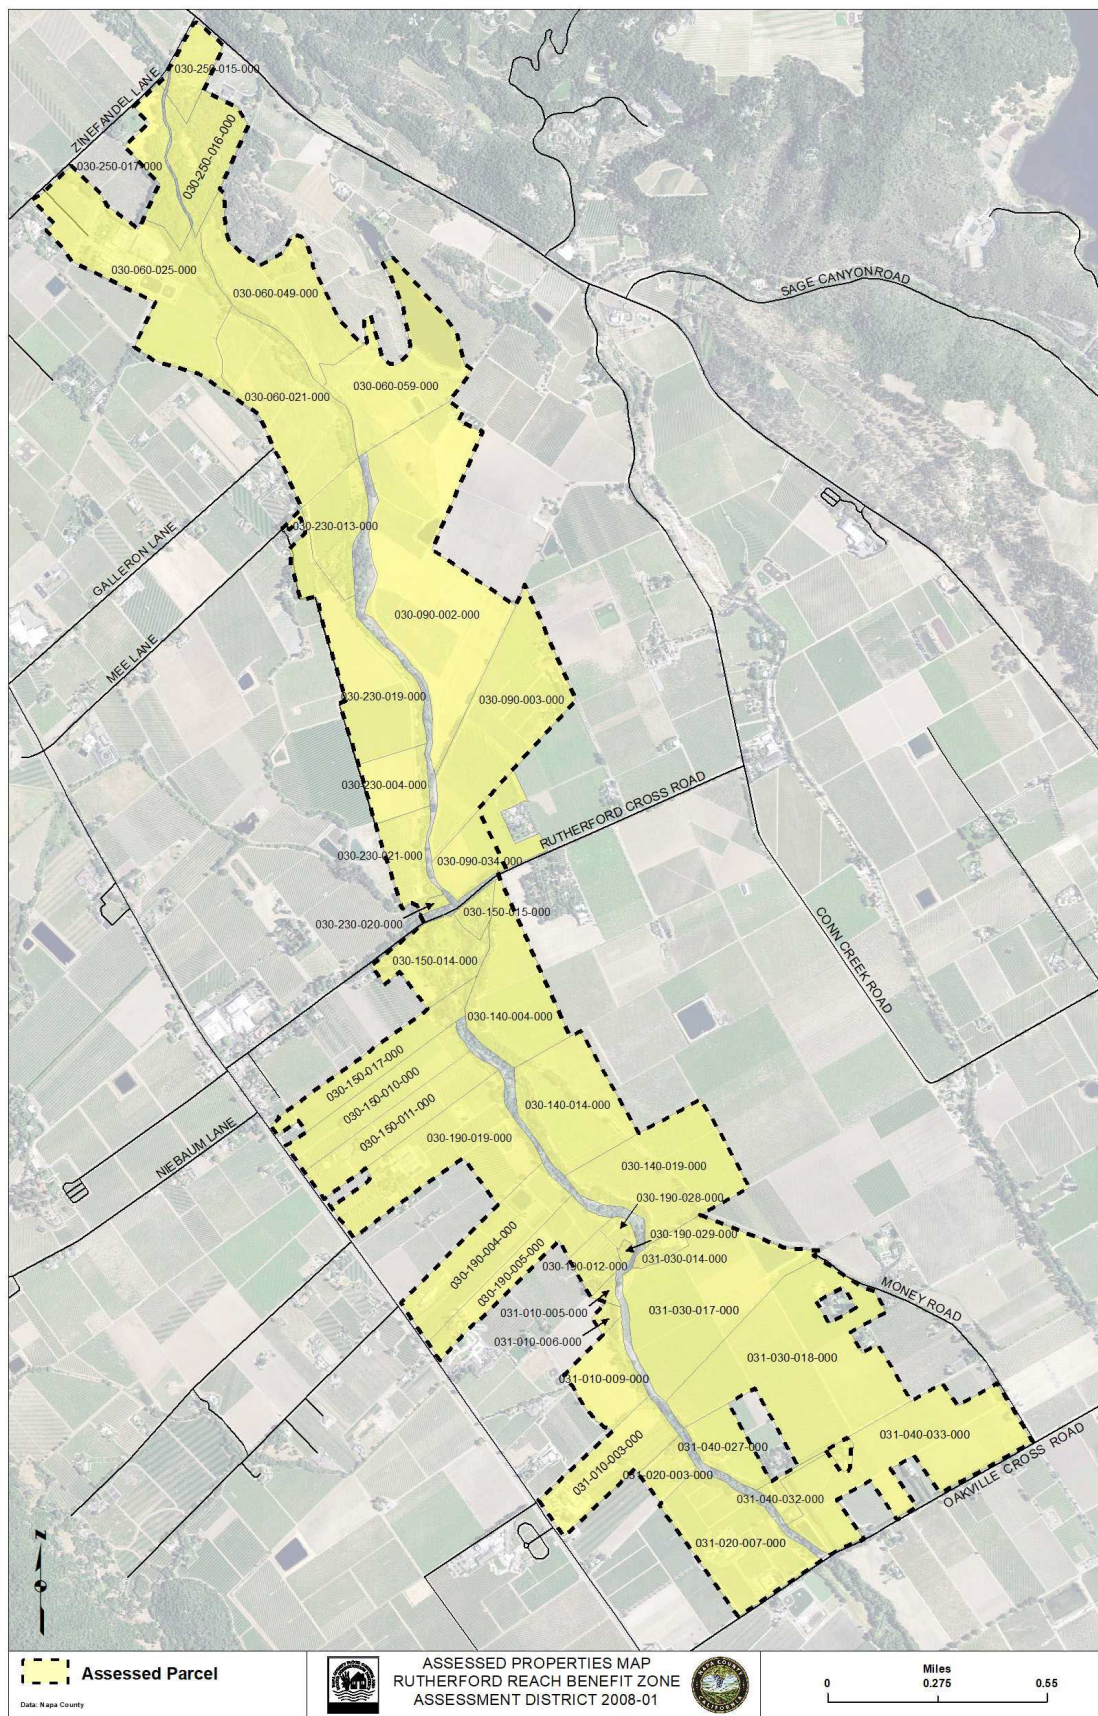 030-250-015-000
ZINEFANDEL LANE
030-250-016-000
030-250-017-000
030-060-025-000
030-060-049-000
SAGE CANYONROAD
030-060-059-000
030-060-021-000
030-230-013-000
GALLERON LANE
030-090-002-000
MEE LANE
030-230-019-000
030-090-003-000
030-230-004-000
RUTHERFORD CROSS ROAD
030-230-021-000
030-090-034-000
030-150-015-000
030-230-020-000
CONN CREEK ROAD
030-150-014-000
030-140-004-000
030-150-017-000
030-150-010-000
030-150-011-000
030-140-014-000
NIEBAUM LANE
030-190-019-000
030-140-019-000
030-190-028-000
030-190-029-000
030-190-004-000
030-190-005-000
030-190-012-000
031-030-014-000
MONEY ROAD
031-010-005-000
031-030-017-000
031-010-006-000
031-030-018-000
031-010-009-000
031-040-033-000
031-010-003-000
031-040-027-000
031-020-003-000
OAKVILLE CROSS ROAD
031-040-032-000
031-020-007-000
N
Assessed Parcel
Data: Napa County
ASSESSED PROPERTIES MAP
RUTHERFORD REACH BENEFIT ZONE
ASSESSMENT DISTRICT 2008-01
NAPA COUNTY
CALIFORNIA
Miles
0 0.275 0.55